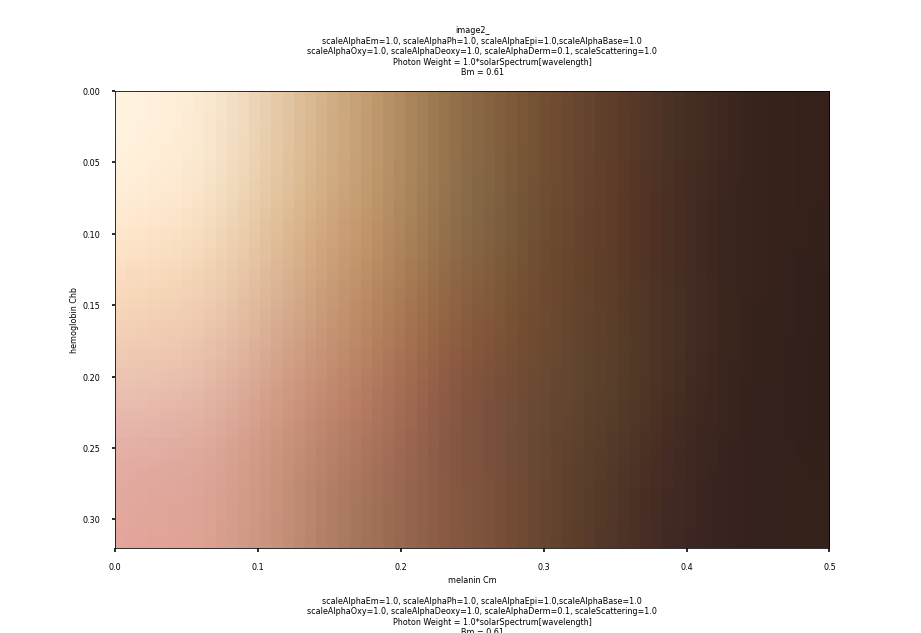 image2_
scaleAlphaEm=1.0, scaleAlphaPh=1.0, scaleAlphaEpi=1.0,scaleAlphaBase=1.0
scaleAlphaOxy=1.0, scaleAlphaDeoxy=1.0, scaleAlphaDerm=0.1, scaleScattering=1.0
Photon Weight = 1.0*solarSpectrum[wavelength]
Bm = 0.61
0.00
0.05
0.10
0.15
hemoglobin Chb
0.20
0.25
0.30
0.0 0.1 0.2 0.3 0.4 0.5
melanin Cm
scaleAlphaEm=1.0, scaleAlphaPh=1.0, scaleAlphaEpi=1.0,scaleAlphaBase=1.0
scaleAlphaOxy=1.0, scaleAlphaDeoxy=1.0, scaleAlphaDerm=0.1, scaleScattering=1.0
Photon Weight = 1.0*solarSpectrum[wavelength]
Bm = 0.61